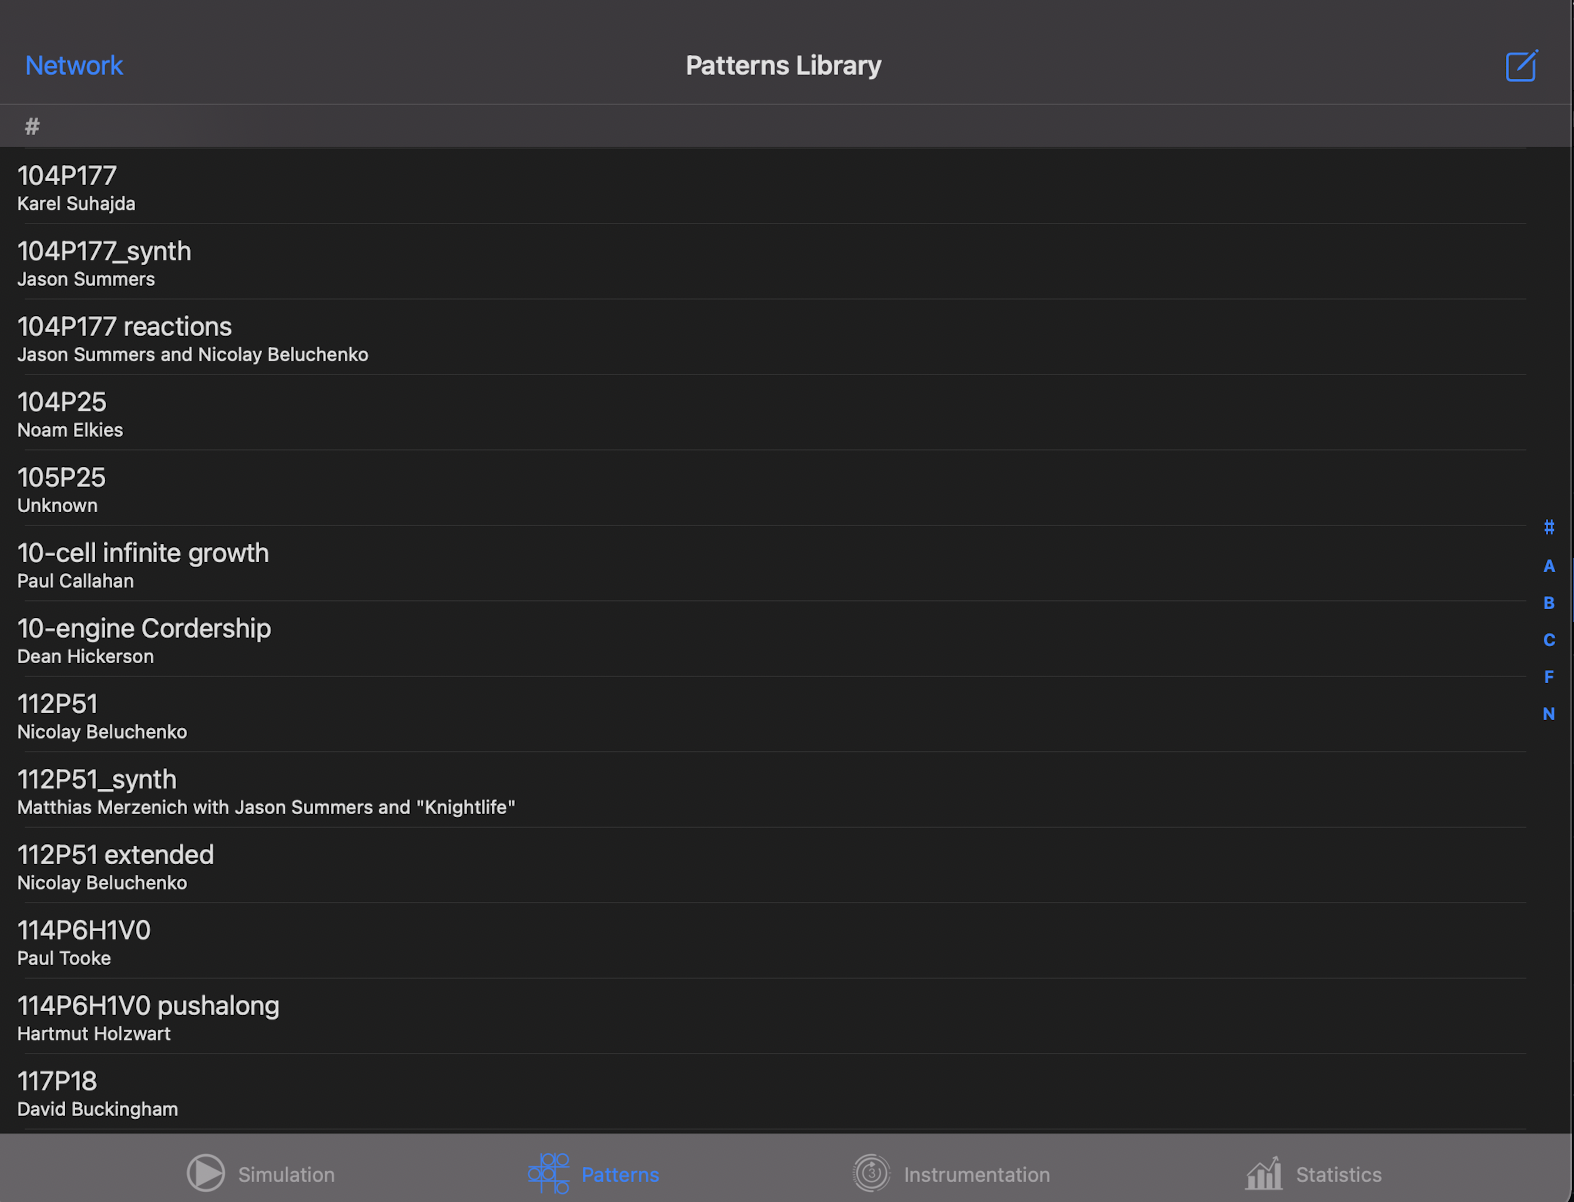 Network
Patterns Library
#
104P177
Karel Suhajda
104P177_synth
Jason Summers
104P177 reactions
Jason Summers and Nicolay Beluchenko
104P25
Noam Elkies
105P25
Unknown
10-cell infinite growth
Paul Callahan
10-engine Cordership
Dean Hickerson
112P51
Nicolay Beluchenko
112P51_synth
Matthias Merzenich with Jason Summers and "Knightlife"
112P51 extended
Nicolay Beluchenko
114P6H1V0
Paul Tooke
114P6H1V0 pushalong
Hartmut Holzwart
117P18
David Buckingham
#
A
B
C
F
N
Simulation
Patterns
3
Instrumentation
Statistics